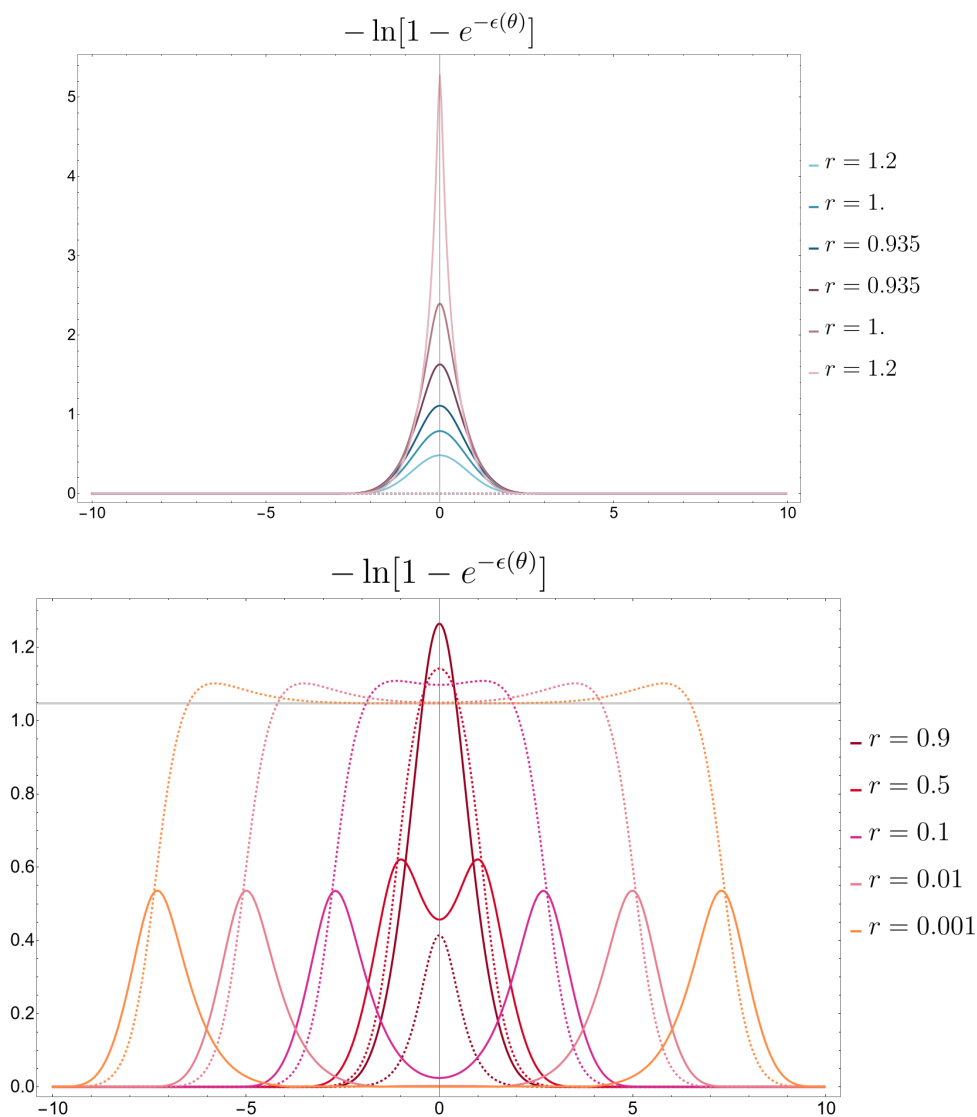 − ln[1 − e^{−ϵ(θ)}]
5
4
3
2
1
0
−10
−5
0
5
10
r = 1.2
r = 1.
r = 0.935
r = 0.935
r = 1.
r = 1.2
− ln[1 − e^{−ϵ(θ)}]
1.2
1.0
0.8
0.6
0.4
0.2
0.0
−10
−5
0
5
10
r = 0.9
r = 0.5
r = 0.1
r = 0.01
r = 0.001